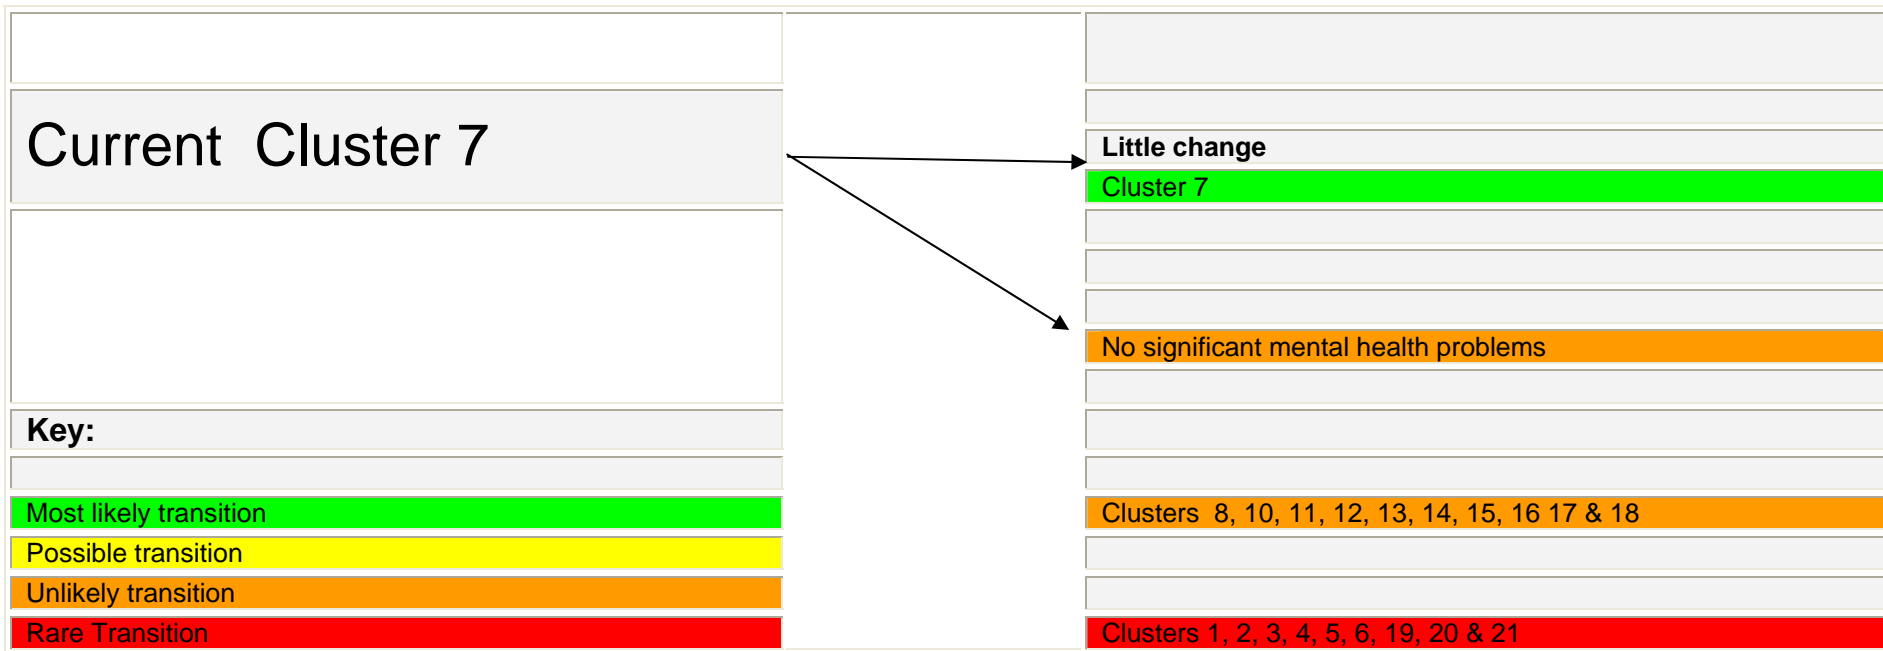 Current  Cluster 7
Little change
Cluster 7
No significant mental health problems
Key:
Most likely transition
Clusters  8, 10, 11, 12, 13, 14, 15, 16 17 & 18
Possible transition
Unlikely transition
Rare Transition
Clusters 1, 2, 3, 4, 5, 6, 19, 20 & 21